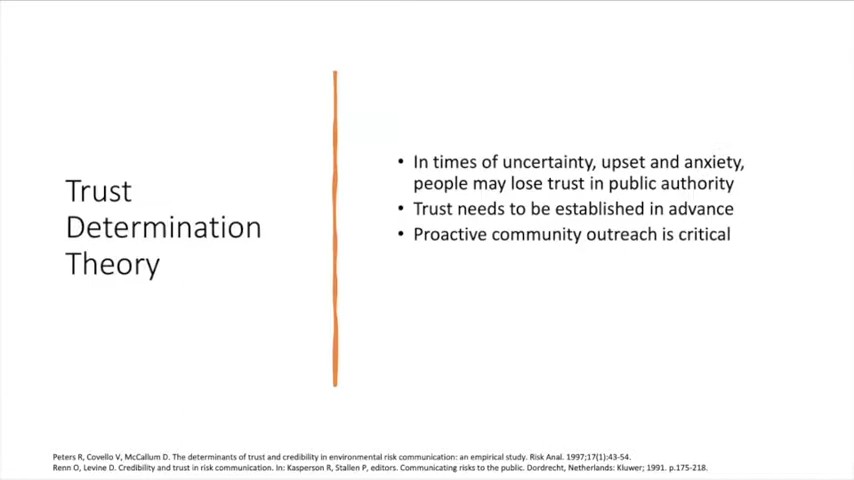 Trust
Determination
Theory
• In times of uncertainty, upset and anxiety,
people may lose trust in public authority
• Trust needs to be established in advance
• Proactive community outreach is critical
Peters R, Covello V, McCallum D. The determinants of trust and credibility in environmental risk communication: an empirical study. Risk Anal. 1997;17(1):43-54.
Renn O, Levine D. Credibility and trust in risk communication. In: Kasperson R, Stallen P, editors. Communicating risks to the public. Dordrecht, Netherlands: Kluwer; 1991. p.175-218.